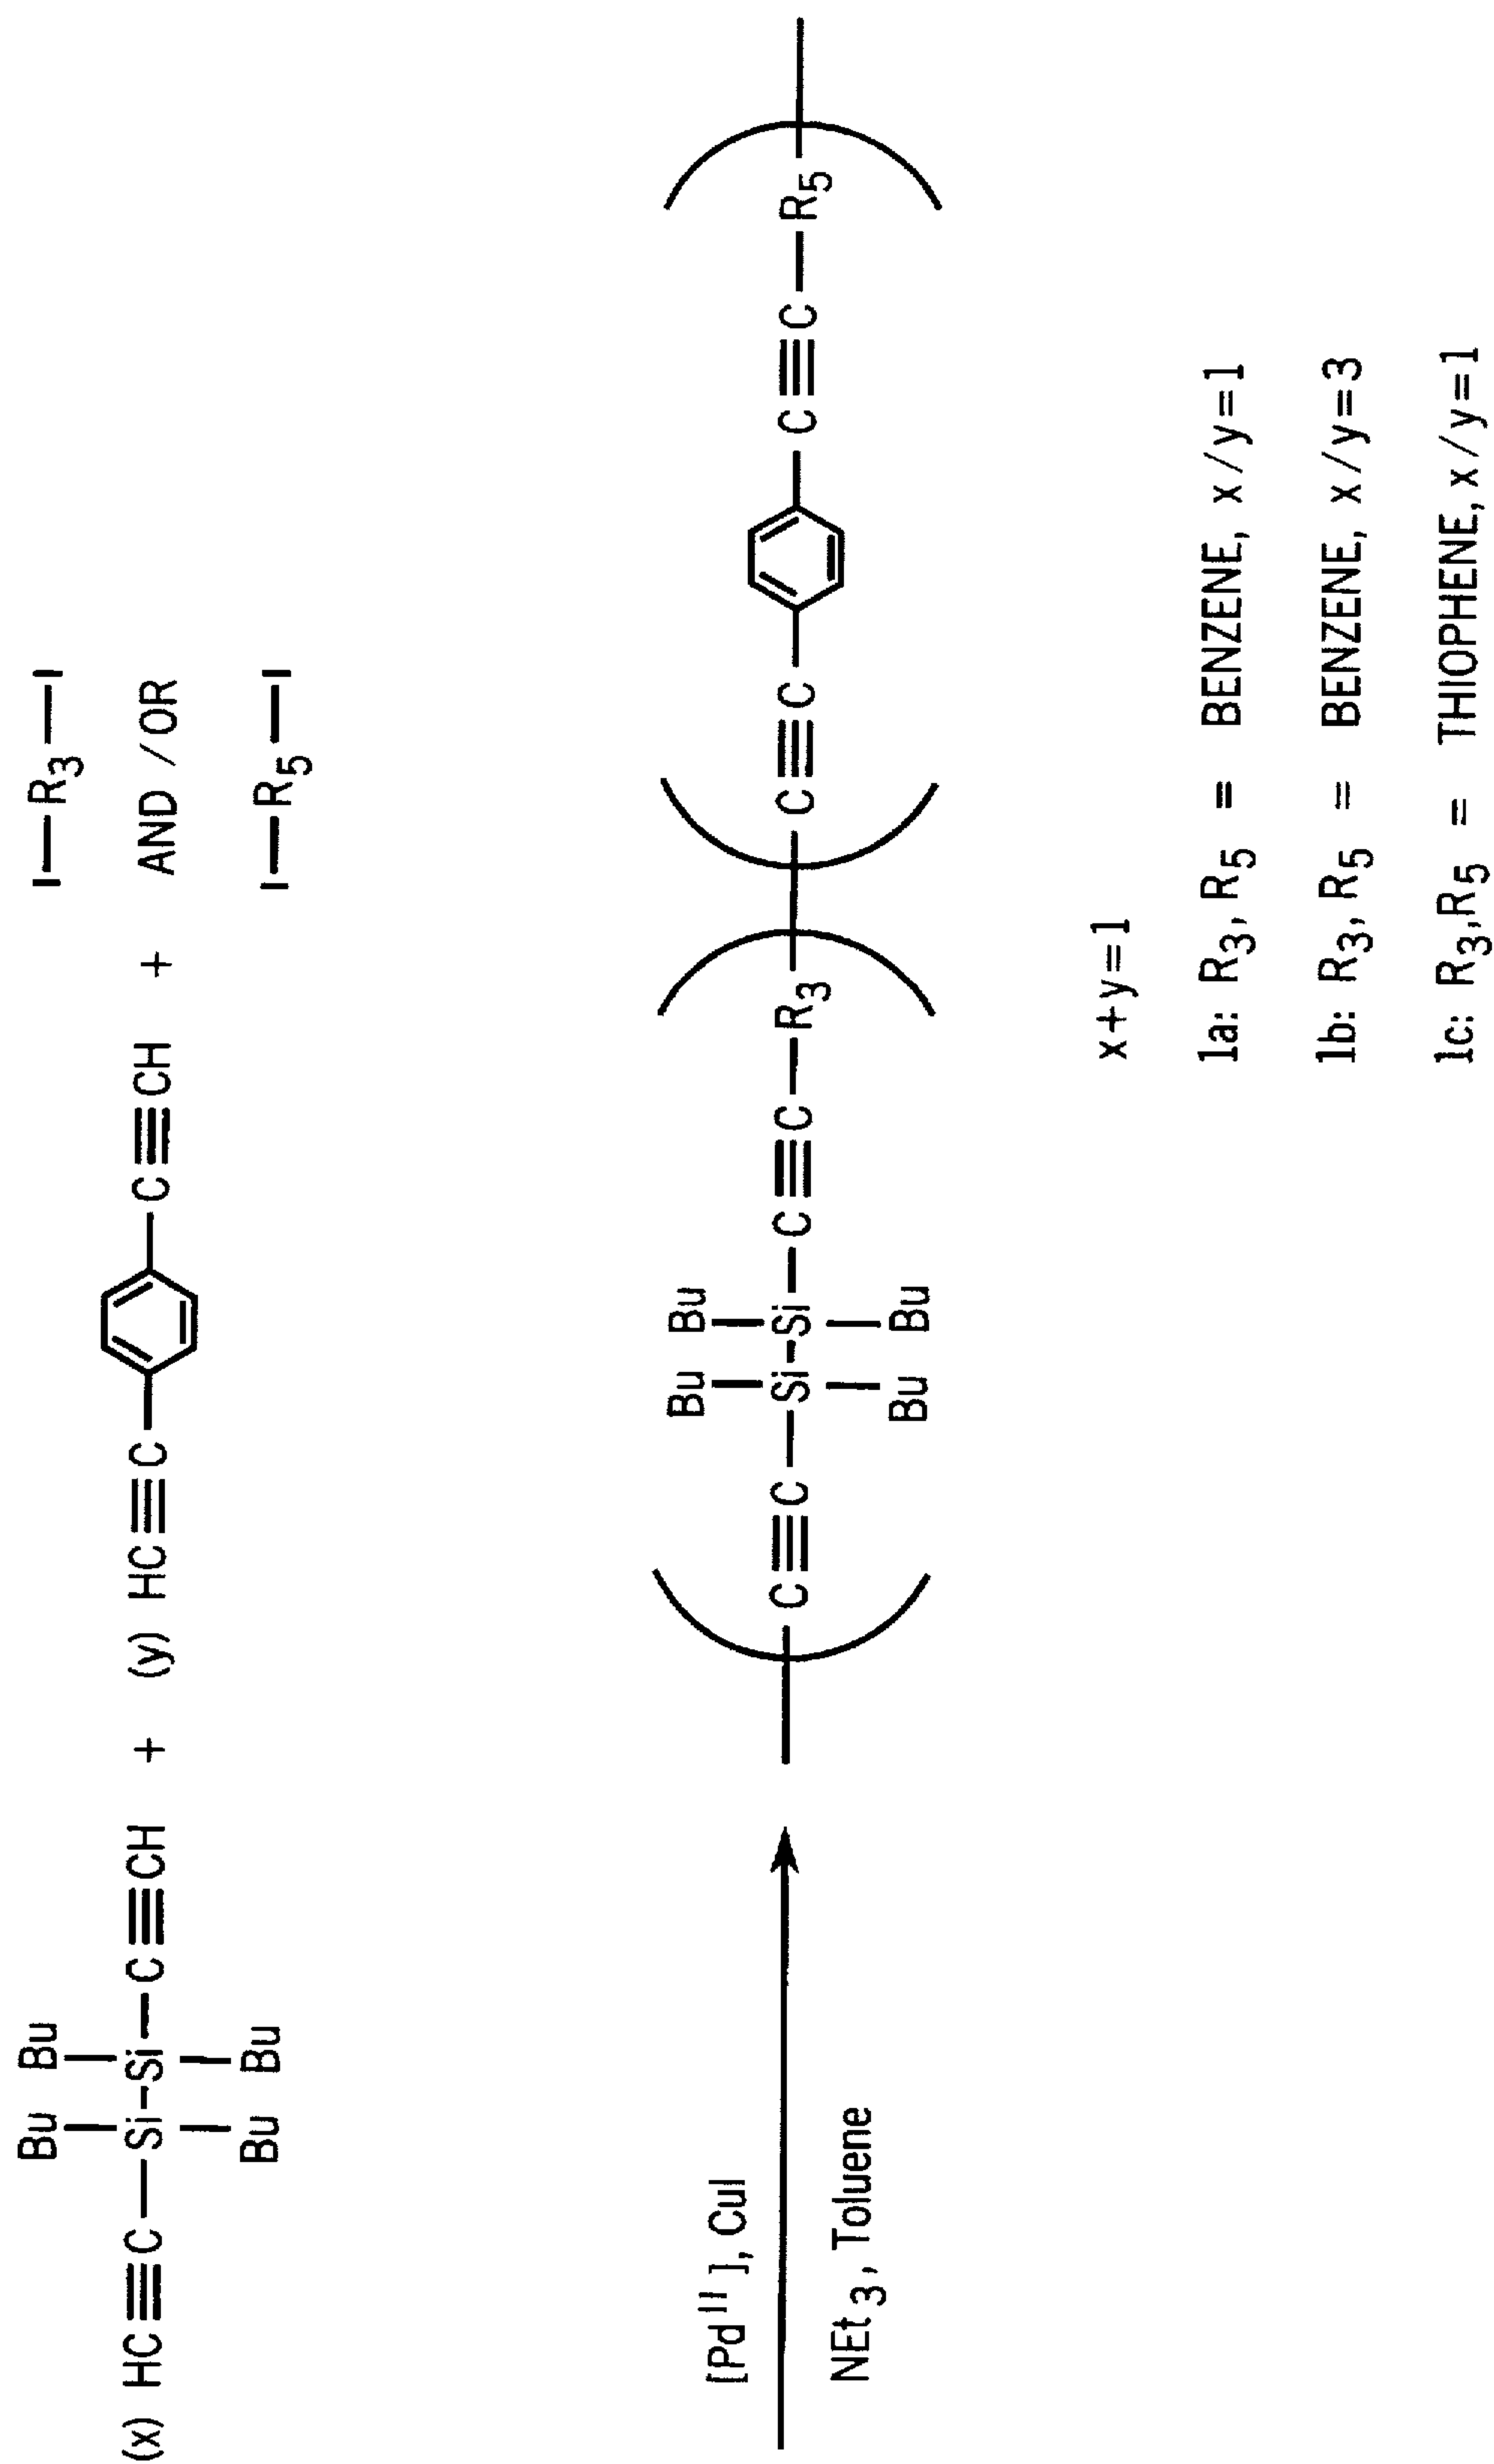 Bu Bu I—R3—I
(x) HC≡C—Si—Si—C≡CH + (y) HC≡C— —C≡CH + AND/OR
Bu Bu I—R5—I
[Pd II], CuI
NEt3, Toluene
Bu Bu
C≡C—Si—Si—C≡C—R3 C≡C— —C≡C—R5
Bu Bu
x+y=1
1a: R3, R5 = BENZENE, x/y=1
1b: R3, R5 = BENZENE, x/y=3
1c: R3,R5 = THIOPHENE, x/y=1